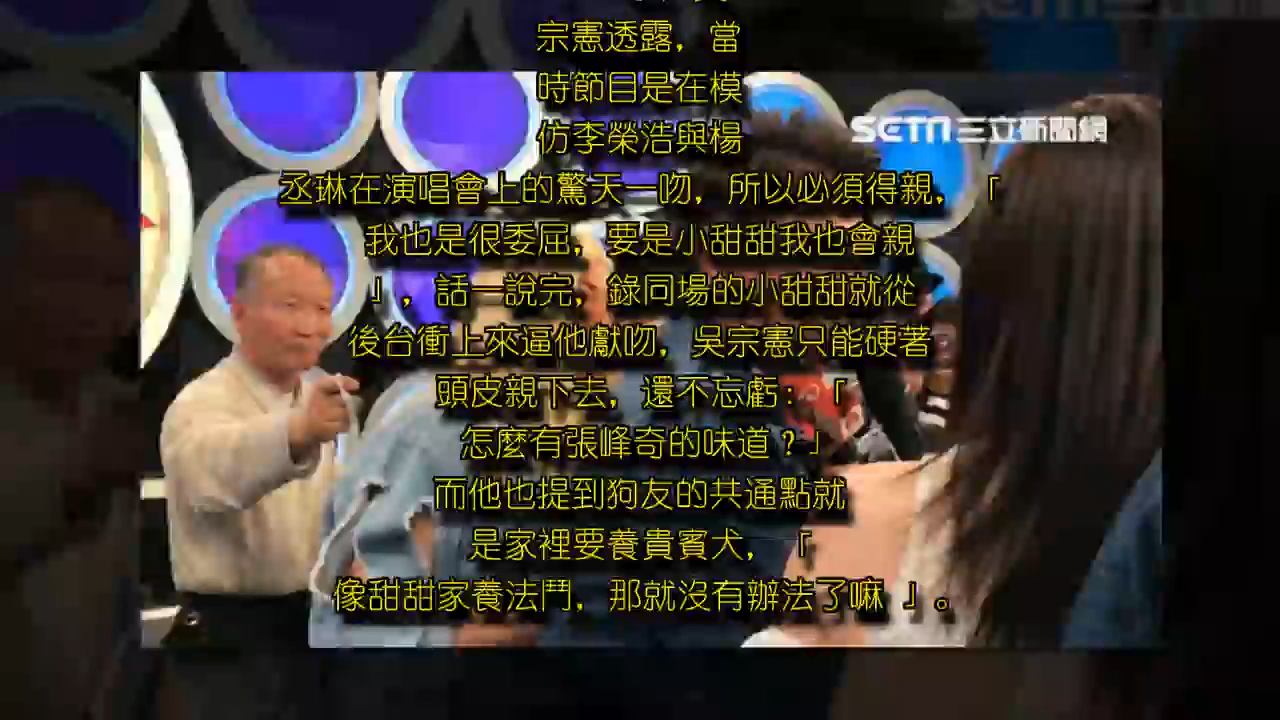 宗憲透露，當
時節目是在模
仿李榮浩與楊
丞琳在演唱會上的驚天一吻，所以必須得親，「
我也是很委屈，要是小甜甜我也會親
」，話一說完，錄同場的小甜甜就從
後台衝上來逼他獻吻，吳宗憲只能硬著
頭皮親下去，還不忘虧：「
怎麼有張峰奇的味道？」
而他也提到狗友的共通點就
是家裡要養貴賓犬，「
像甜甜家養法鬥，那就沒有辦法了嘛 」。
SETN三立新聞網